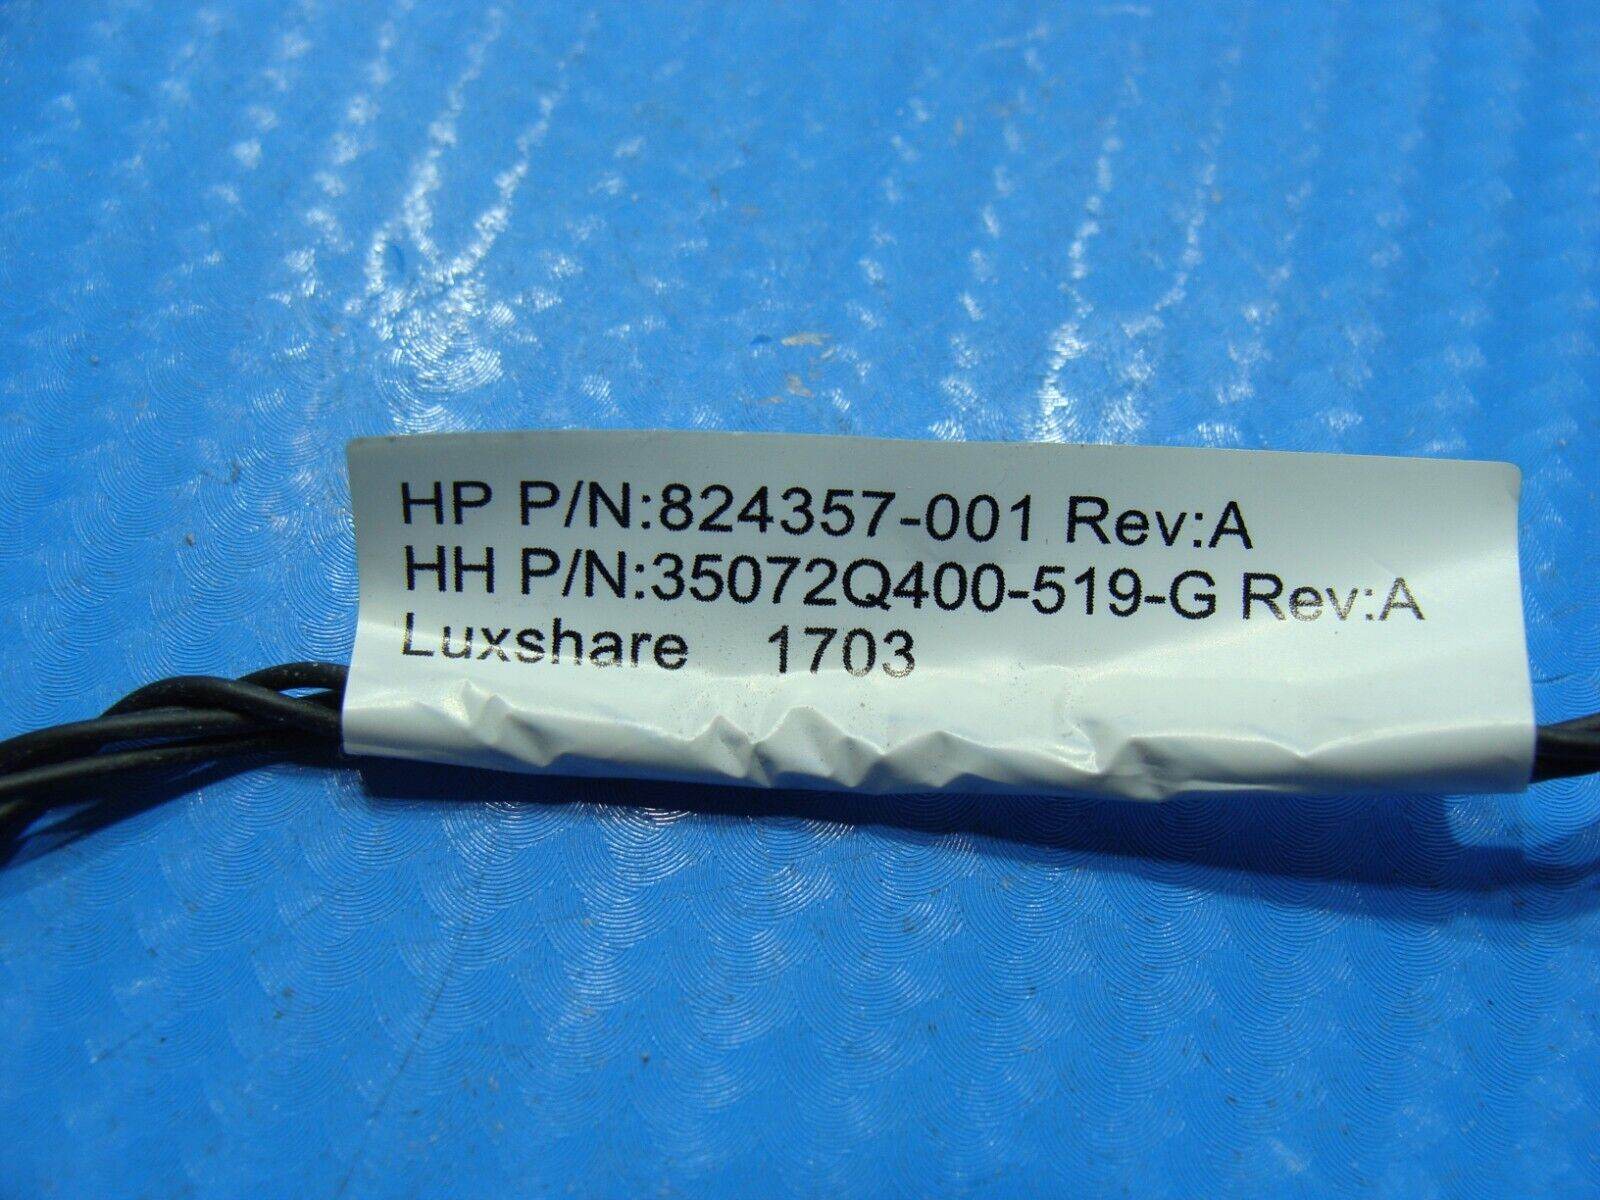 HP P/N:824357-001 Rev:A
HH P/N:35072Q400-519-G Rev:A
Luxshare 1703